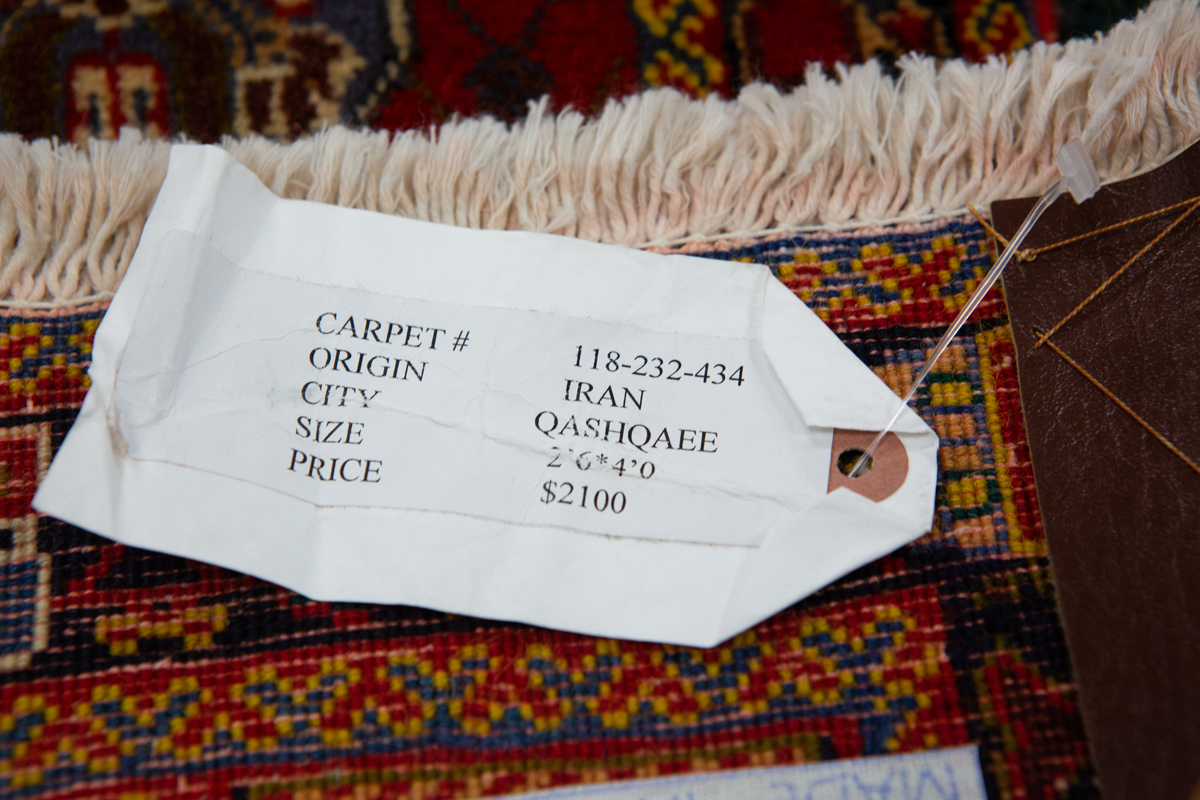 CARPET # 118-232-434
ORIGIN IRAN
CITY QASHQAEE
SIZE 2'6*4'0
PRICE $2100